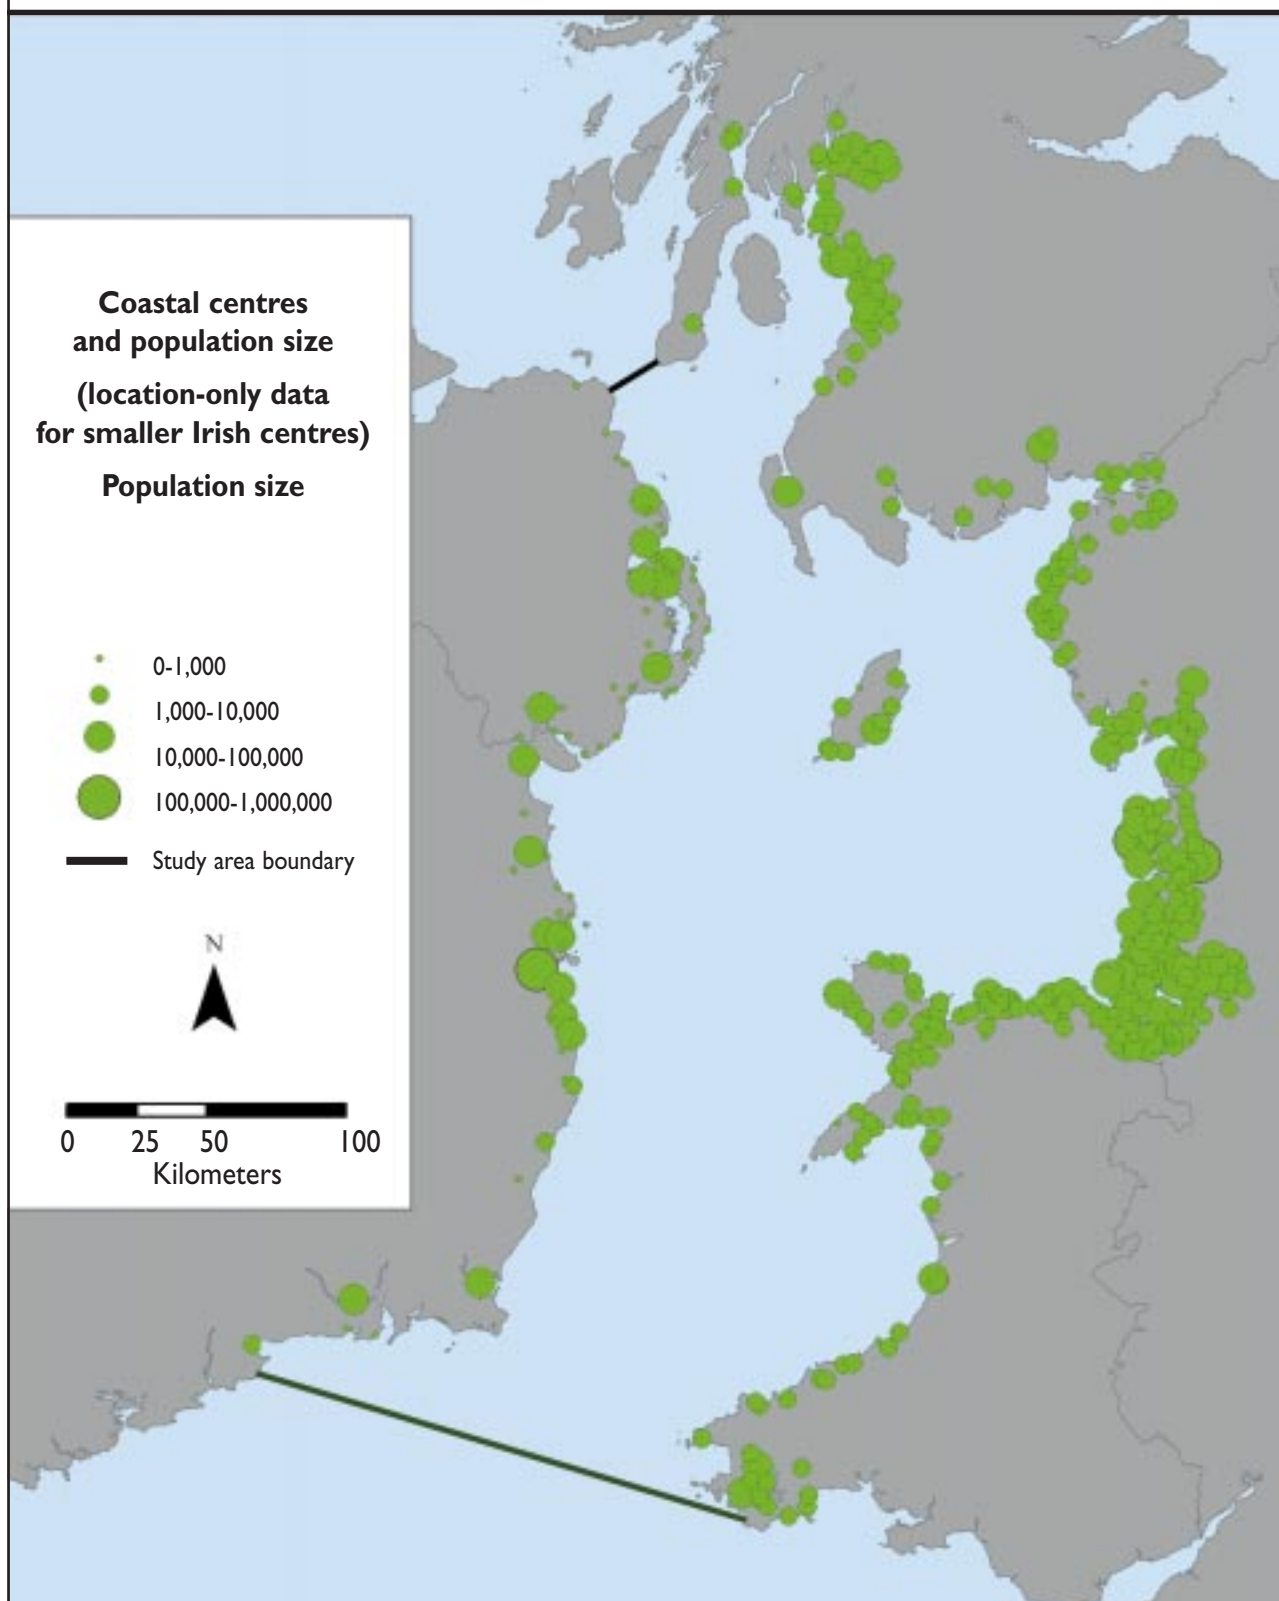 Coastal centres
and population size
(location-only data
for smaller Irish centres)
Population size
0-1,000
1,000-10,000
10,000-100,000
100,000-1,000,000
Study area boundary
N
0 25 50 100
Kilometers